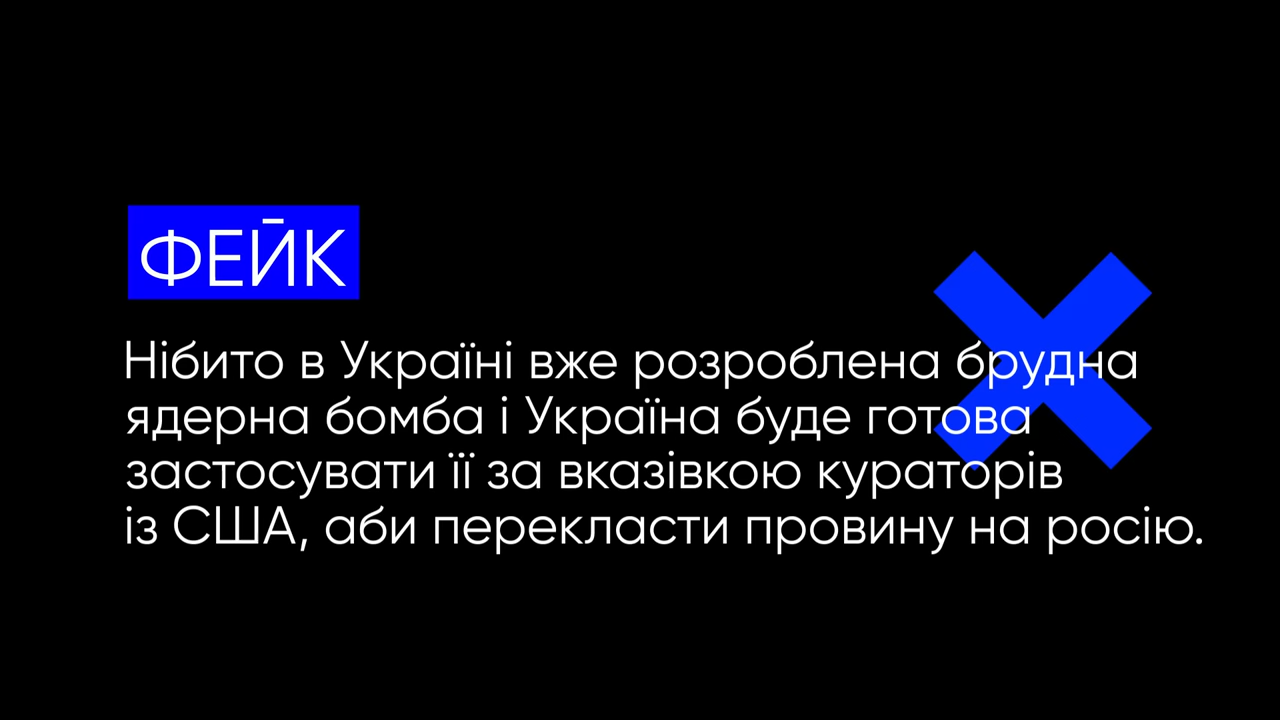 ФЕЙК
Нібито в Україні вже розроблена брудна
ядерна бомба і Україна буде готова
застосувати її за вказівкою кураторів
із США, аби перекласти провину на росію.